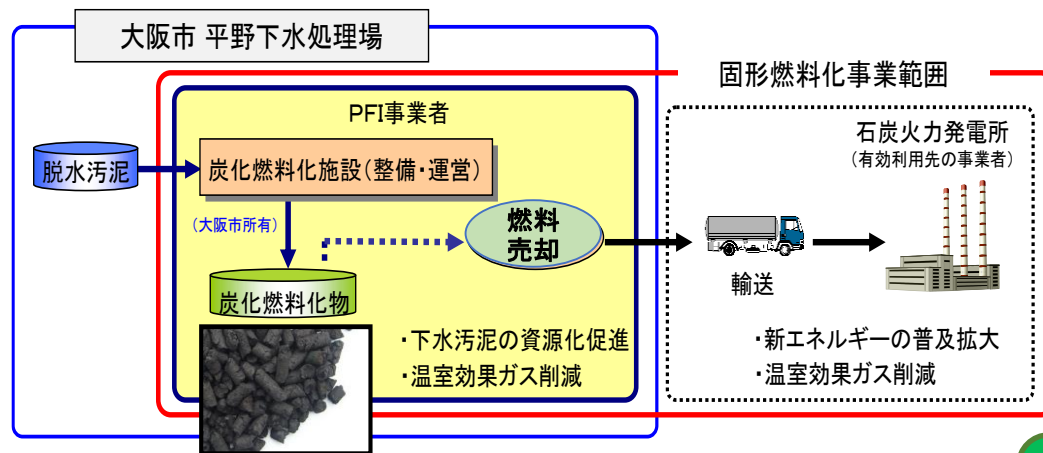 大阪市 平野下水処理場
固形燃料化事業範囲
PFI事業者
石炭火力発電所
(有効利用先の事業者)
脱水汚泥
炭化燃料化施設(整備・運営)
(大阪市所有)
燃料
売却
炭化燃料化物
輸送
・下水汚泥の資源化促進
・温室効果ガス削減
・新エネルギーの普及拡大
・温室効果ガス削減